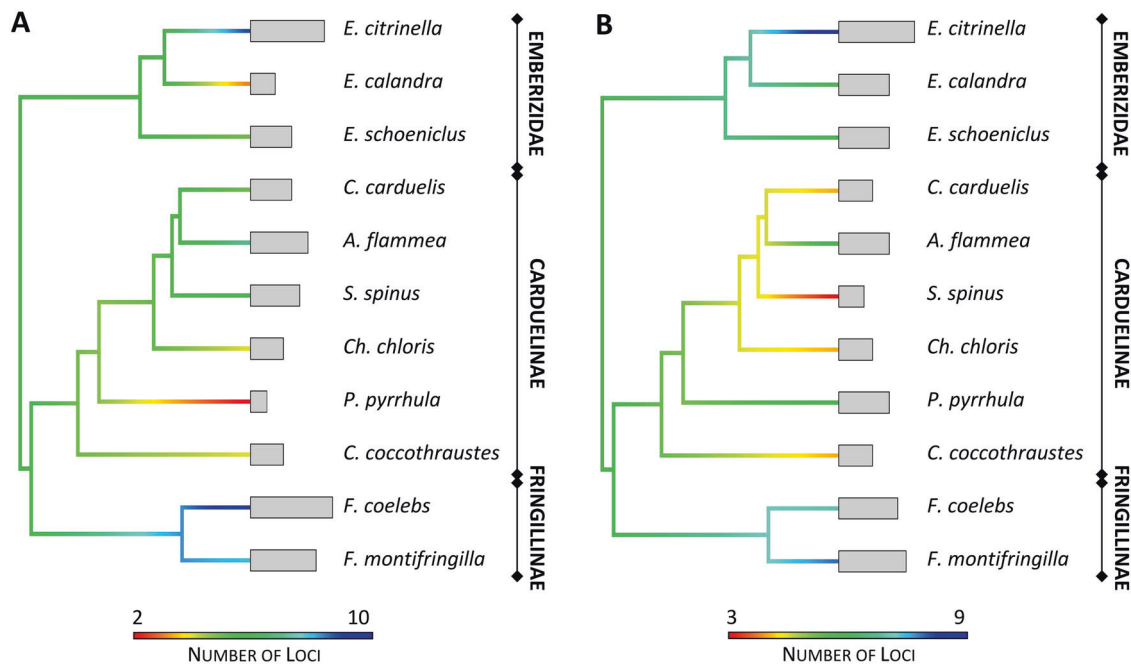 A
E. citrinella
E. calandra
E. schoeniclus
C. carduelis
A. flammea
S. spinus
Ch. chloris
P. pyrrhula
C. coccothraustes
F. coelebs
F. montifringilla
EMBERIZIDAE
CARDUELINAE
FRINGILLINAE
2 10
NUMBER OF LOCI
B
E. citrinella
E. calandra
E. schoeniclus
C. carduelis
A. flammea
S. spinus
Ch. chloris
P. pyrrhula
C. coccothraustes
F. coelebs
F. montifringilla
EMBERIZIDAE
CARDUELINAE
FRINGILLINAE
3 9
NUMBER OF LOCI